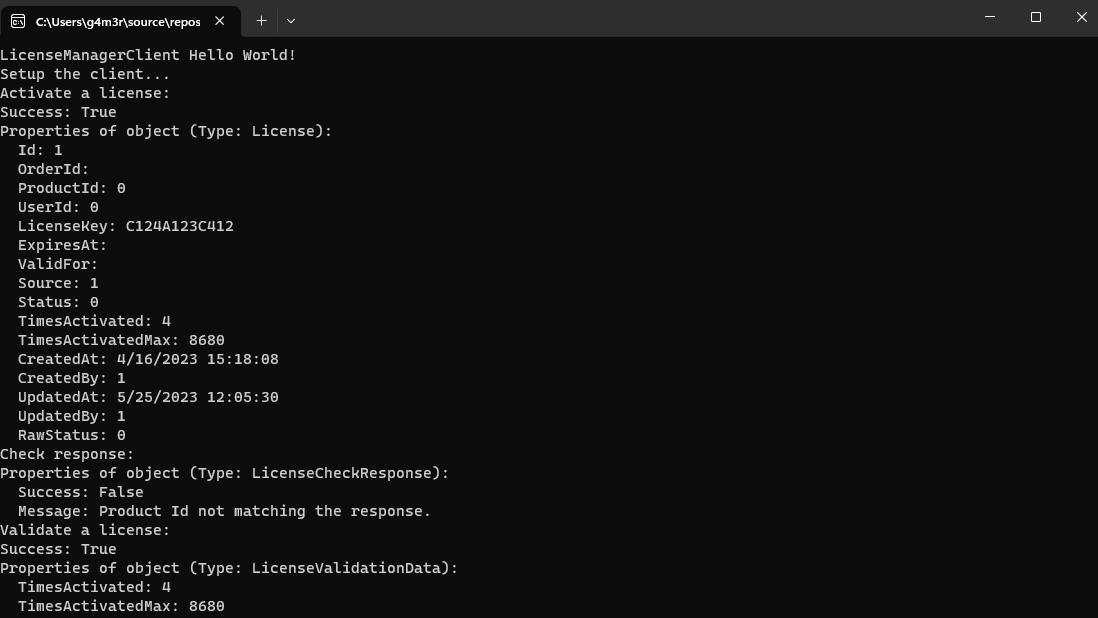 C:\Users\g4m3r\source\repos
LicenseManagerClient Hello World!
Setup the client...
Activate a license:
Success: True
Properties of object (Type: License):
  Id: 1
  OrderId:
  ProductId: 0
  UserId: 0
  LicenseKey: C124A123C412
  ExpiresAt:
  ValidFor:
  Source: 1
  Status: 0
  TimesActivated: 4
  TimesActivatedMax: 8680
  CreatedAt: 4/16/2023 15:18:08
  CreatedBy: 1
  UpdatedAt: 5/25/2023 12:05:30
  UpdatedBy: 1
  RawStatus: 0
Check response:
Properties of object (Type: LicenseCheckResponse):
  Success: False
  Message: Product Id not matching the response.
Validate a license:
Success: True
Properties of object (Type: LicenseValidationData):
  TimesActivated: 4
  TimesActivatedMax: 8680